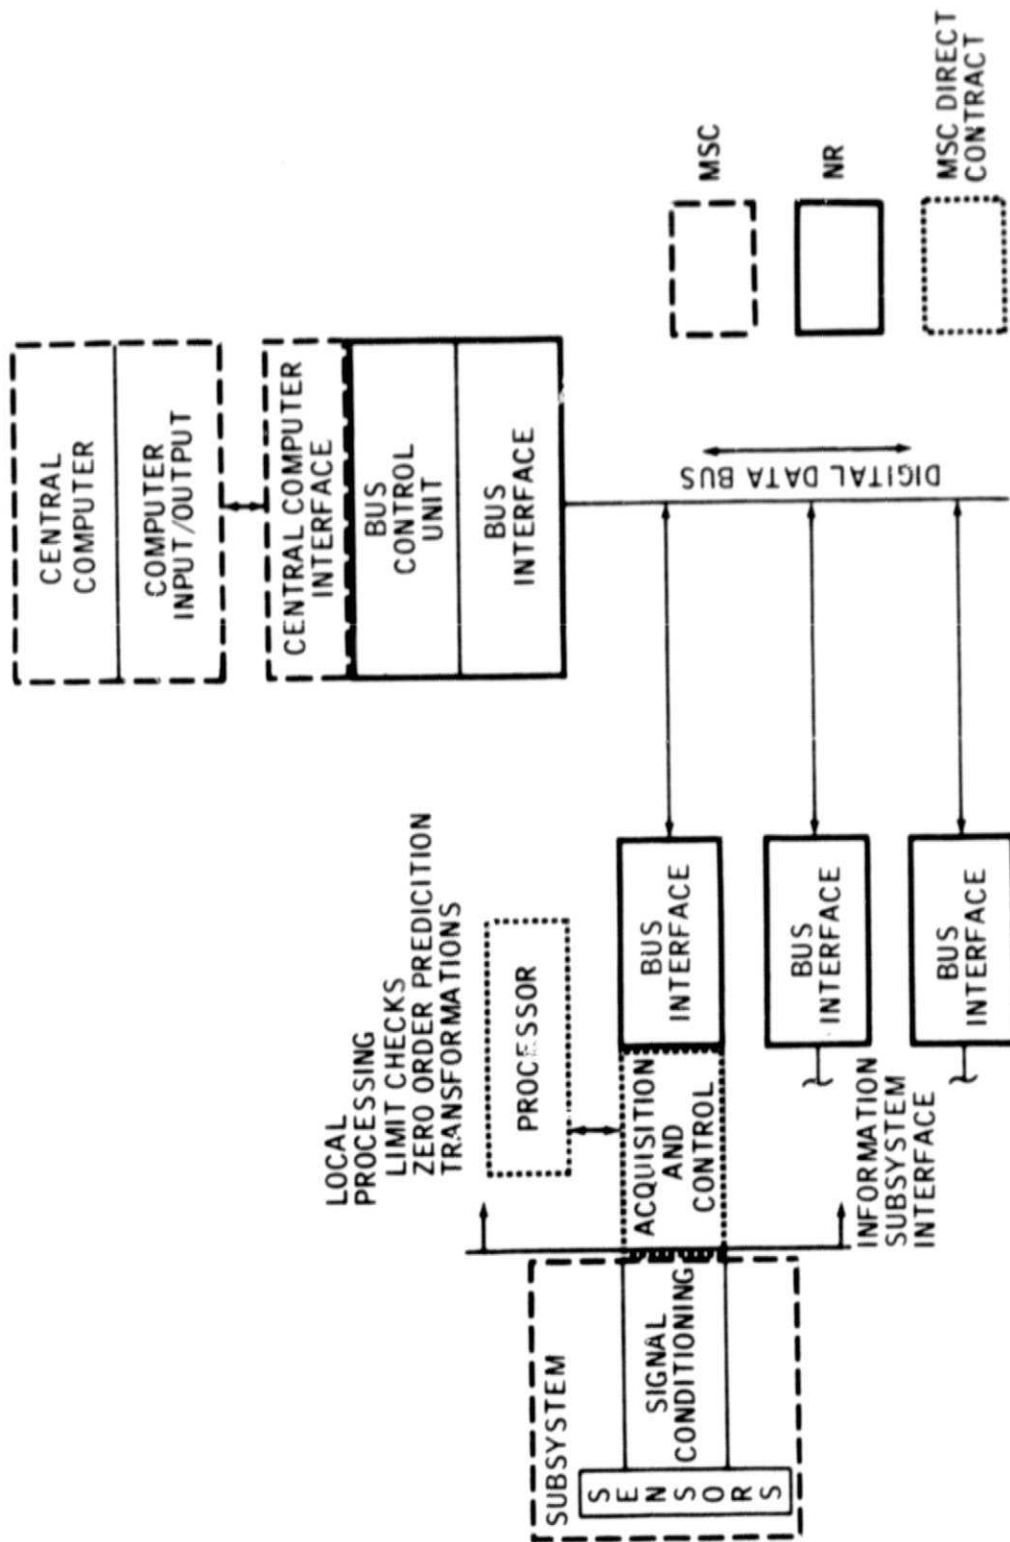 CENTRAL
COMPUTER
COMPUTER
INPUT/OUTPUT
CENTRAL COMPUTER
INTERFACE
BUS
CONTROL
UNIT
BUS
INTERFACE
DIGITAL DATA BUS
MSC
NR
MSC DIRECT
CONTRACT
LOCAL
PROCESSING
LIMIT CHECKS
ZERO ORDER PREDICITION
TRANSFORMATIONS
PROCESSOR
SUBSYSTEM
SENSORS
SIGNAL
CONDITIONING
ACQUISITION
AND
CONTROL
BUS
INTERFACE
BUS
INTERFACE
BUS
INTERFACE
INFORMATION
SUBSYSTEM
INTERFACE